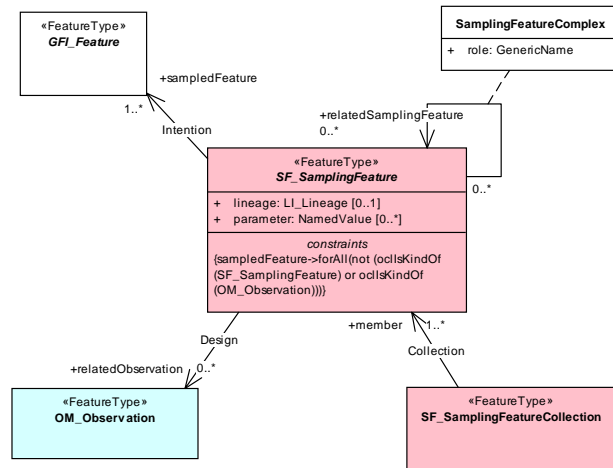 «FeatureType»
GFI_Feature
SamplingFeatureComplex
+ role: GenericName
+sampledFeature
1..*
Intention
+relatedSamplingFeature
0..*
0..*
«FeatureType»
SF_SamplingFeature
+ lineage: LI_Lineage [0..1]
+ parameter: NamedValue [0..*]
constraints
{sampledFeature->forAll(not (oclIsKindOf
(SF_SamplingFeature) or oclIsKindOf
(OM_Observation)))}
Design
+relatedObservation 0..*
+member 1..*
Collection
«FeatureType»
OM_Observation
«FeatureType»
SF_SamplingFeatureCollection